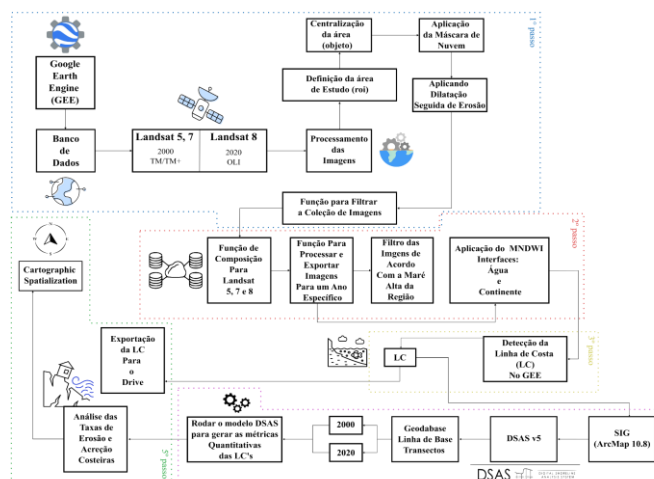 1º passo
Google
Earth
Engine
(GEE)
Banco
de
Dados
Landsat 5, 7
2000
TM/TM+
Landsat 8
2020
OLI
Processamento
das
Imagens
Definição da área
de Estudo (roi)
Centralização
da área
(objeto)
Aplicação
da Máscara de
Nuvem
Aplicando
Dilatação
Seguida de Erosão
Função para Filtrar
a Coleção de Imagens
2º passo
Função de
Composição
Para
Landsat
5, 7 e 8
Função Para
Processar e
Exportar
Imagens
Para um Ano
Específico
Filtro das
Imgens de
Acordo
Com a Maré
Alta da
Região
Aplicação do MNDWI
Interfaces:
Água
e
Continente
3º passo
Detecção da
Linha de Costa
(LC)
No GEE
LC
Exportação
da LC
Para
o
Drive
SIG
(ArcMap 10.8)
DSAS v5
Geodabase
Linha de Base
Transectos
2000
2020
Rodar o modelo DSAS
para gerar as métricas
Quantitativas
das LC's
5º passo
Análise das
Taxas de
Erosão e
Acreção
Costeiras
Cartographic
Spatialization
N
DSAS